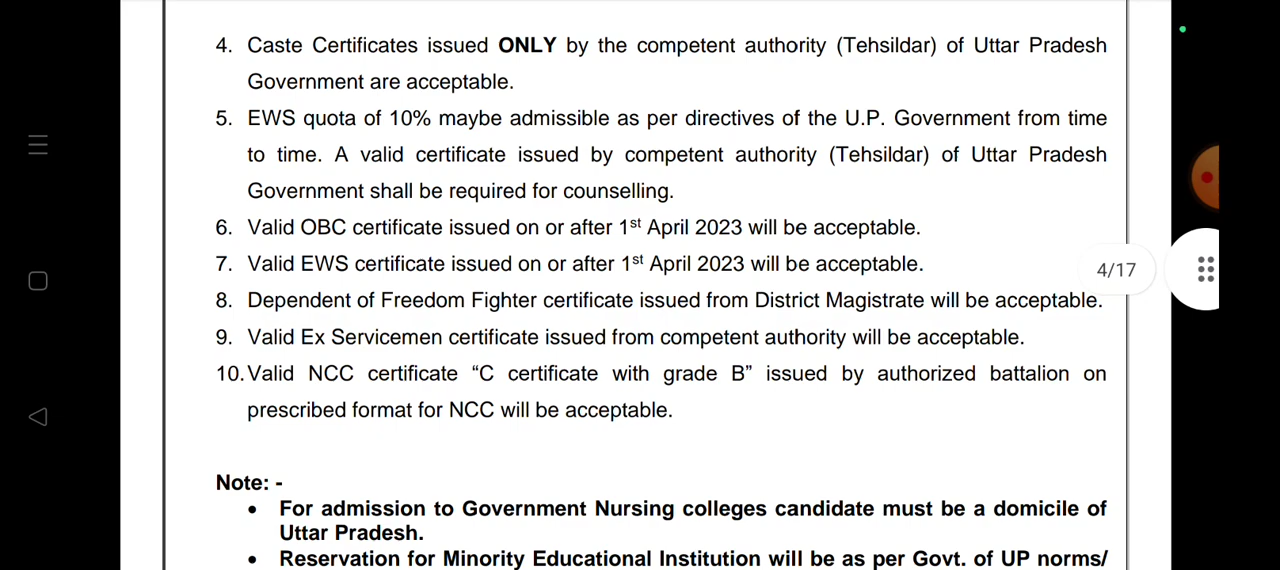 4. Caste Certificates issued ONLY by the competent authority (Tehsildar) of Uttar Pradesh
Government are acceptable.
5. EWS quota of 10% maybe admissible as per directives of the U.P. Government from time
to time. A valid certificate issued by competent authority (Tehsildar) of Uttar Pradesh
Government shall be required for counselling.
6. Valid OBC certificate issued on or after 1st April 2023 will be acceptable.
7. Valid EWS certificate issued on or after 1st April 2023 will be acceptable.
4/17
8. Dependent of Freedom Fighter certificate issued from District Magistrate will be acceptable.
9. Valid Ex Servicemen certificate issued from competent authority will be acceptable.
10. Valid NCC certificate “C certificate with grade B” issued by authorized battalion on
prescribed format for NCC will be acceptable.
Note: -
• For admission to Government Nursing colleges candidate must be a domicile of
Uttar Pradesh.
• Reservation for Minority Educational Institution will be as per Govt. of UP norms/